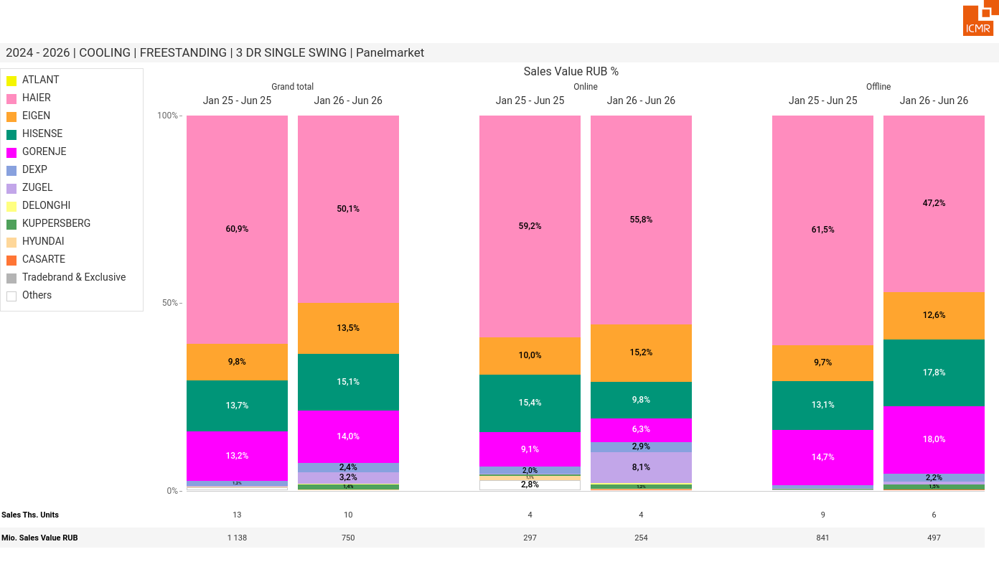 ICMR
2024 - 2026 | COOLING | FREESTANDING | 3 DR SINGLE SWING | Panelmarket
ATLANT
HAIER
EIGEN
HISENSE
GORENJE
DEXP
ZUGEL
DELONGHI
KUPPERSBERG
HYUNDAI
CASARTE
Tradebrand & Exclusive
Others
Sales Value RUB %
Grand total Online Offline
Jan 25 - Jun 25 Jan 26 - Jun 26 Jan 25 - Jun 25 Jan 26 - Jun 26 Jan 25 - Jun 25 Jan 26 - Jun 26
100%
50%
0%
60,9%
9,8%
13,7%
13,2%
1,2%
50,1%
13,5%
15,1%
14,0%
2,4%
3,2%
1,4%
59,2%
10,0%
15,4%
9,1%
2,0%
1,1%
2,8%
55,8%
15,2%
9,8%
6,3%
2,9%
8,1%
1,2%
61,5%
9,7%
13,1%
14,7%
47,2%
12,6%
17,8%
18,0%
2,2%
1,5%
Sales Ths. Units 13 10 4 4 9 6
Mio. Sales Value RUB 1 138 750 297 254 841 497